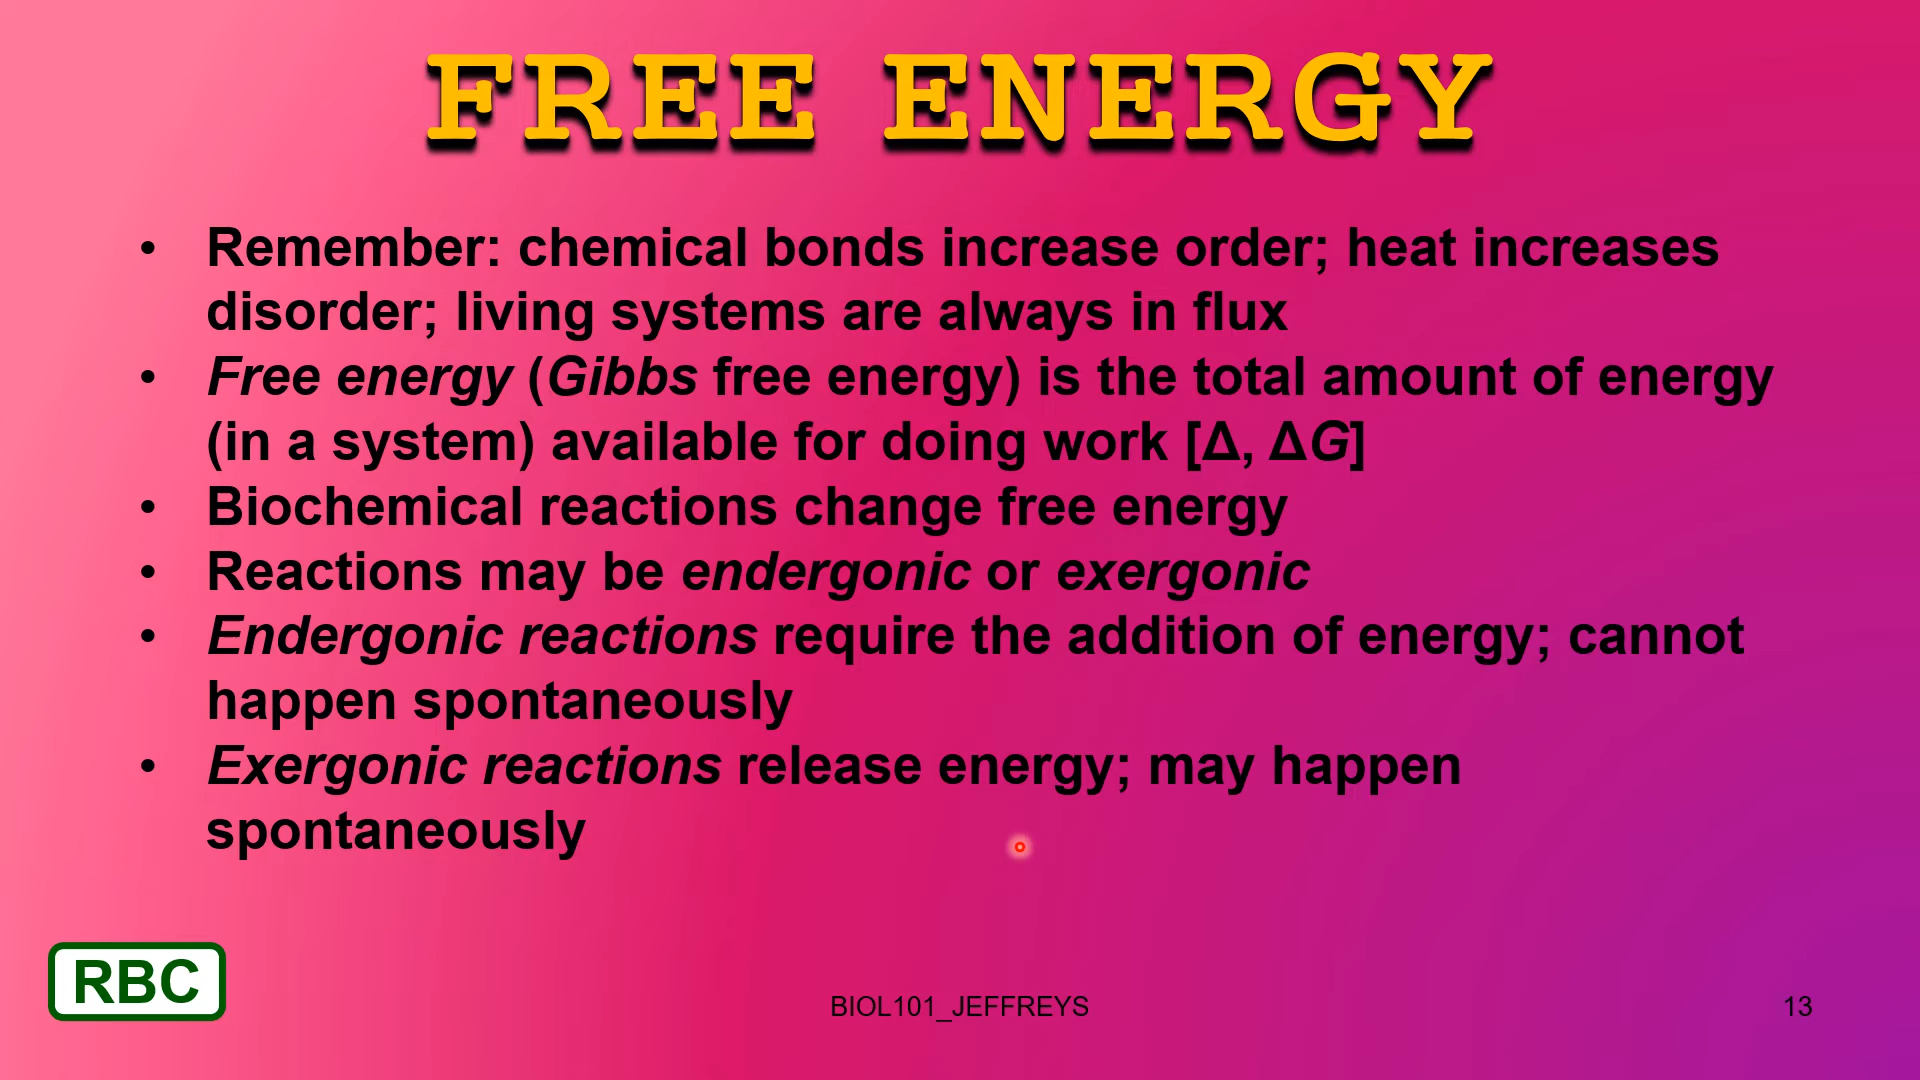 FREE ENERGY
• Remember: chemical bonds increase order; heat increases
disorder; living systems are always in flux
• Free energy (Gibbs free energy) is the total amount of energy
(in a system) available for doing work [Δ, ΔG]
• Biochemical reactions change free energy
• Reactions may be endergonic or exergonic
• Endergonic reactions require the addition of energy; cannot
happen spontaneously
• Exergonic reactions release energy; may happen
spontaneously
RBC
BIOL101_JEFFREYS
13